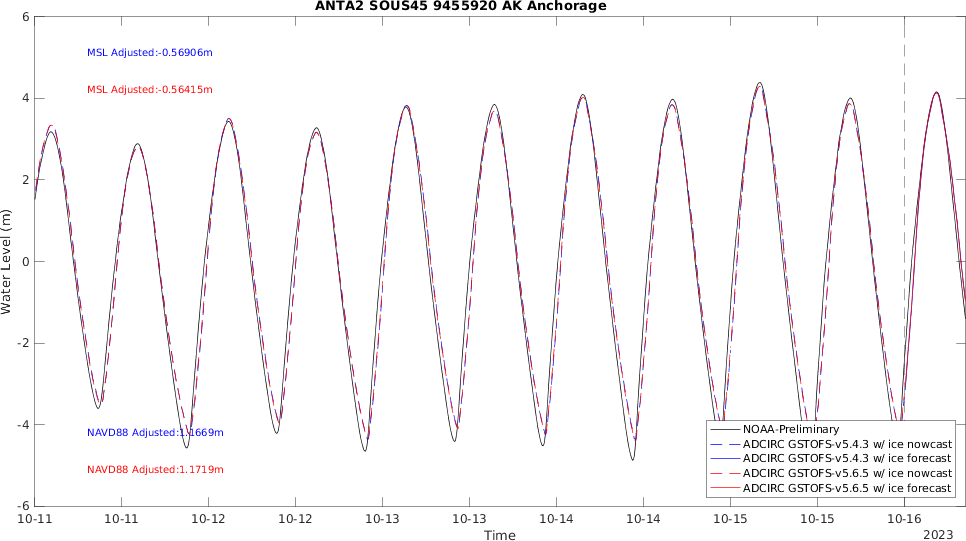 ANTA2 SOUS45 9455920 AK Anchorage
6
4
2
0
-2
-4
-6
Water Level (m)
MSL Adjusted:-0.56906m
MSL Adjusted:-0.56415m
NAVD88 Adjusted:1.1669m
NAVD88 Adjusted:1.1719m
NOAA-Preliminary
ADCIRC GSTOFS-v5.4.3 w/ ice nowcast
ADCIRC GSTOFS-v5.4.3 w/ ice forecast
ADCIRC GSTOFS-v5.6.5 w/ ice nowcast
ADCIRC GSTOFS-v5.6.5 w/ ice forecast
10-11 10-11 10-12 10-12 10-13 10-13 10-14 10-14 10-15 10-15 10-16
Time
2023